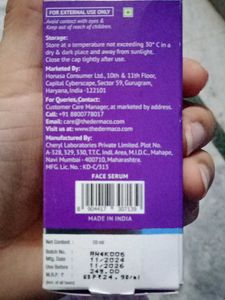 FOR EXTERNAL USE ONLY
Avoid contact with eyes &
Keep out of reach of children.
Storage:
Store at a temperature not exceeding 30° C in a
dry & dark place and away from sunlight.
Close the cap tightly after use.
Marketed By:
Honasa Consumer Ltd., 10th & 11th Floor,
Capital Cyberscape, Sector 59, Gurugram,
Haryana, India -122101
For Queries, Contact:
Customer Care Manager, at marketed by address.
Call: +91 8800778017
Email: care@thedermaco.com
Visit us at: www.thedermaco.com
Manufactured By:
Cheryl Laboratories Private Limited. Plot No.
A-328, 329, 330, T.T.C. Indl. Area, M.I.D.C., Mahape,
Navi Mumbai -400710, Maharashtra.
MFG. Lic. No.: KD-C/313
FACE SERUM
8 904417 307139
MADE IN INDIA
Net Content : 10 ml
Batch No.
Mfg. Date : 11/2024
Use Before : 11/2026
M.R.P. ₹ : 249.00